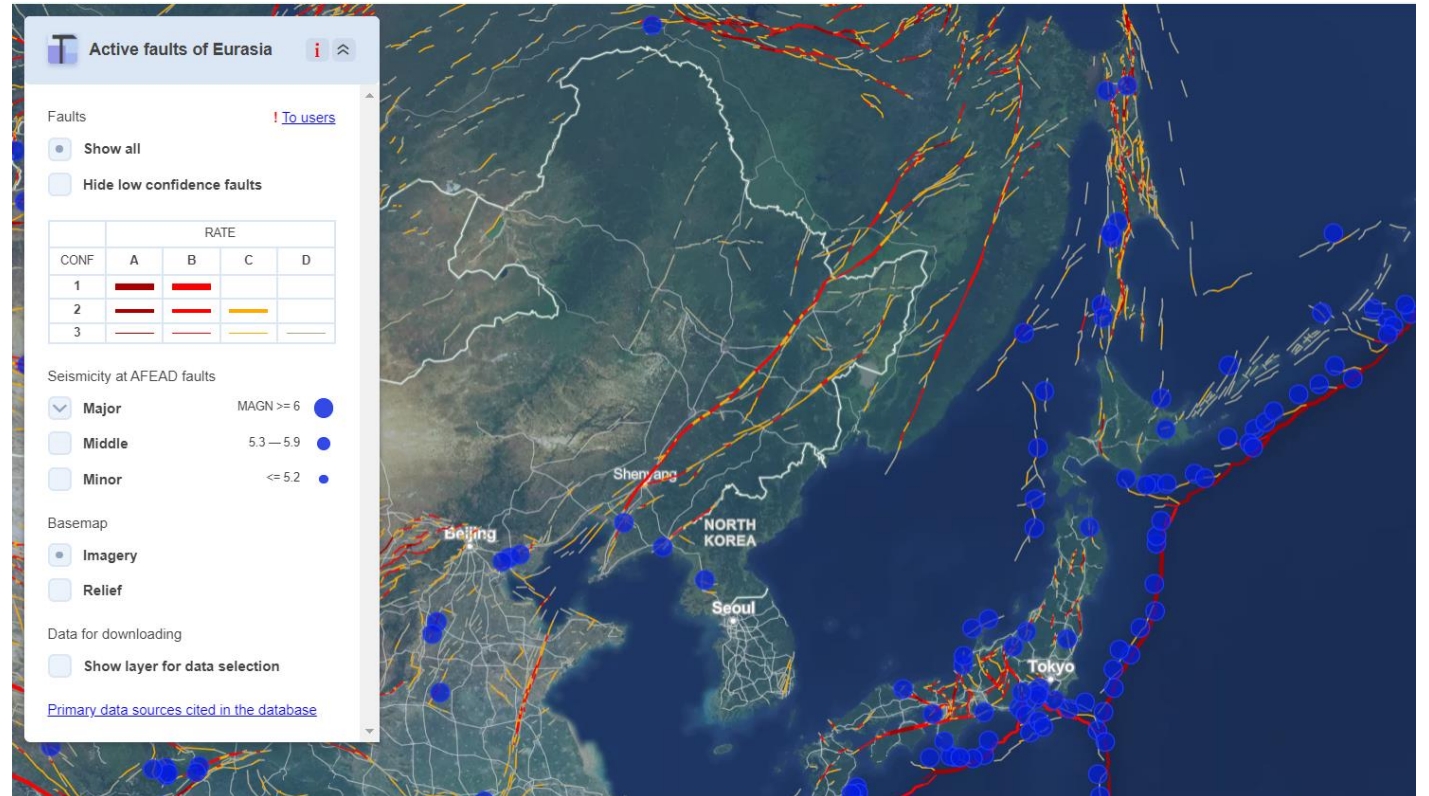 Active faults of Eurasia
i
Faults
! To users
Show all
Hide low confidence faults
RATE
CONF A B C D
1
2
3
Seismicity at AFEAD faults
Major MAGN >= 6
Middle 5.3 — 5.9
Minor <= 5.2
Basemap
Imagery
Relief
Data for downloading
Show layer for data selection
Primary data sources cited in the database
Shenyang
Beijing
NORTH
KOREA
Seoul
Tokyo